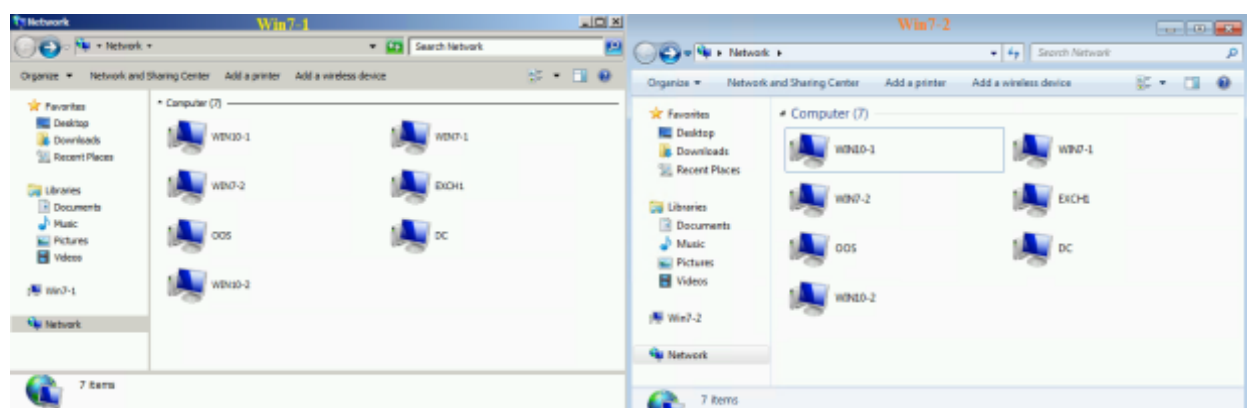 Network
Win7-1
Network
Search Network
Organize
Network and Sharing Center
Add a printer
Add a wireless device
Favorites
Desktop
Downloads
Recent Places
Libraries
Documents
Music
Pictures
Videos
Win7-1
Network
Computer (7)
WIN10-1
WIN7-1
WIN7-2
EXCH1
OOS
DC
WIN10-2
7 items
Win7-2
Network
Search Network
Organize
Network and Sharing Center
Add a printer
Add a wireless device
Favorites
Desktop
Downloads
Recent Places
Libraries
Documents
Music
Pictures
Videos
Win7-2
Network
Computer (7)
WIN10-1
WIN7-1
WIN7-2
EXCH1
OOS
DC
WIN10-2
7 items